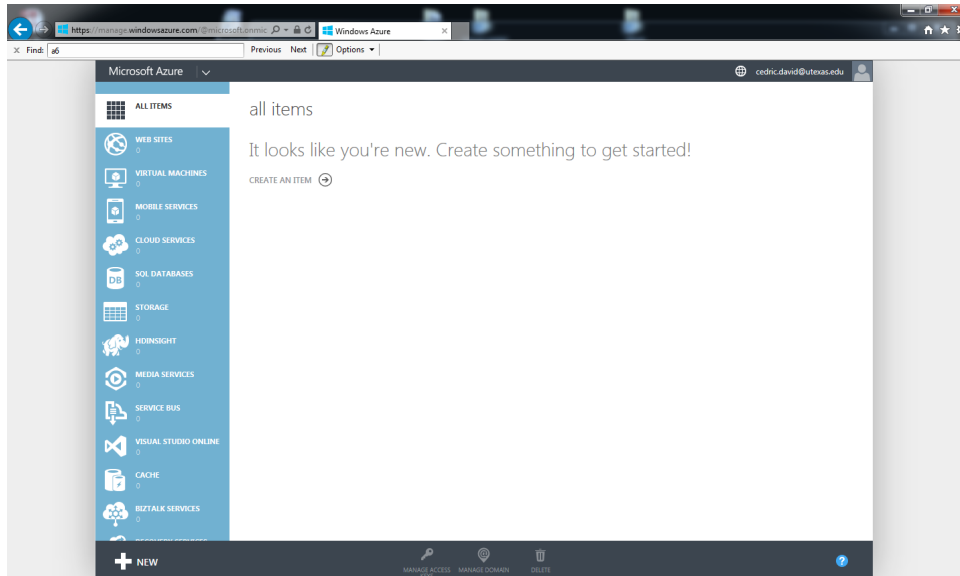 https://manage.windowsazure.com/@microsoft.onmic
Windows Azure
x Find: a6 Previous Next Options
Microsoft Azure
cedric.david@utexas.edu
ALL ITEMS
WEB SITES
0
VIRTUAL MACHINES
0
MOBILE SERVICES
0
CLOUD SERVICES
0
DB
SQL DATABASES
0
STORAGE
0
HDINSIGHT
0
MEDIA SERVICES
0
SERVICE BUS
0
VISUAL STUDIO ONLINE
0
CACHE
0
BIZTALK SERVICES
0
RECOVERY SERVICES
all items
It looks like you're new. Create something to get started!
CREATE AN ITEM
NEW
MANAGE ACCESS KEYS
MANAGE DOMAIN
DELETE
?